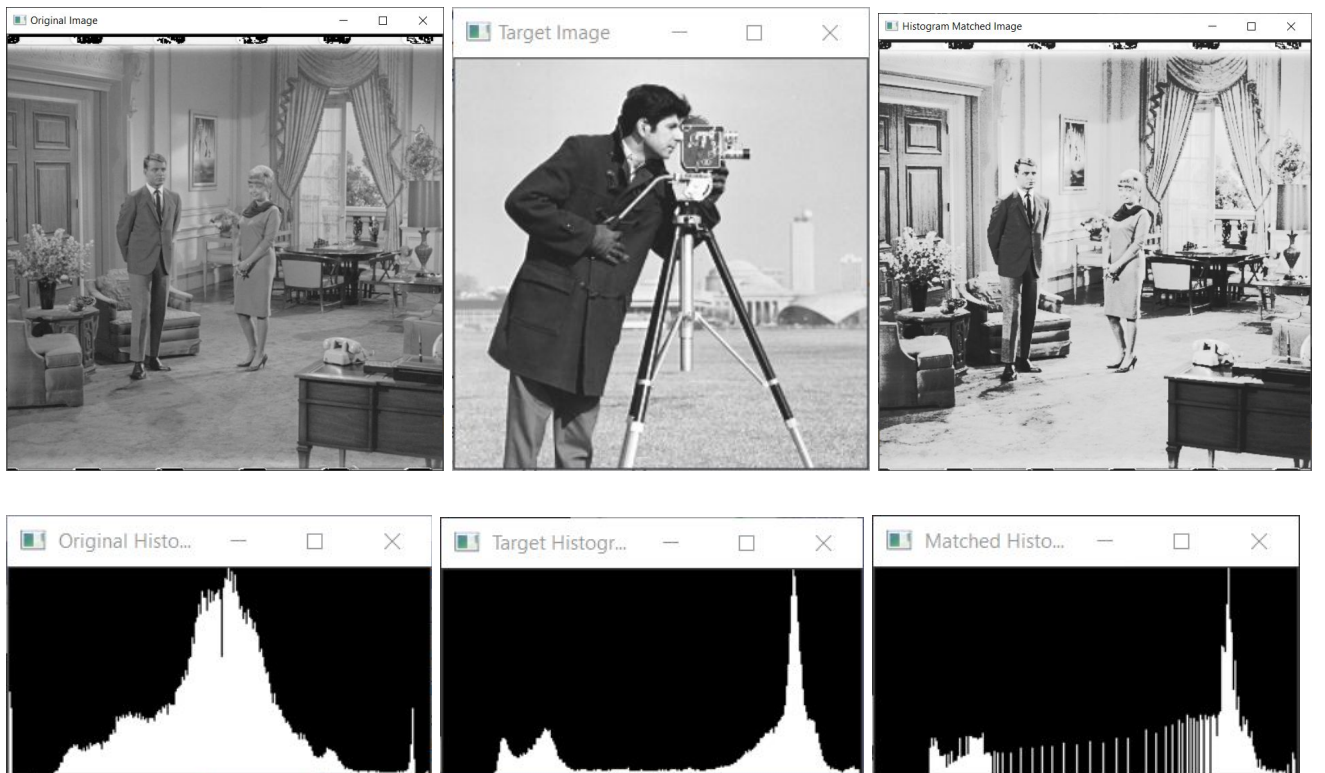 Original Image
Target Image
Histogram Matched Image
Original Histo...
Target Histogr...
Matched Histo...